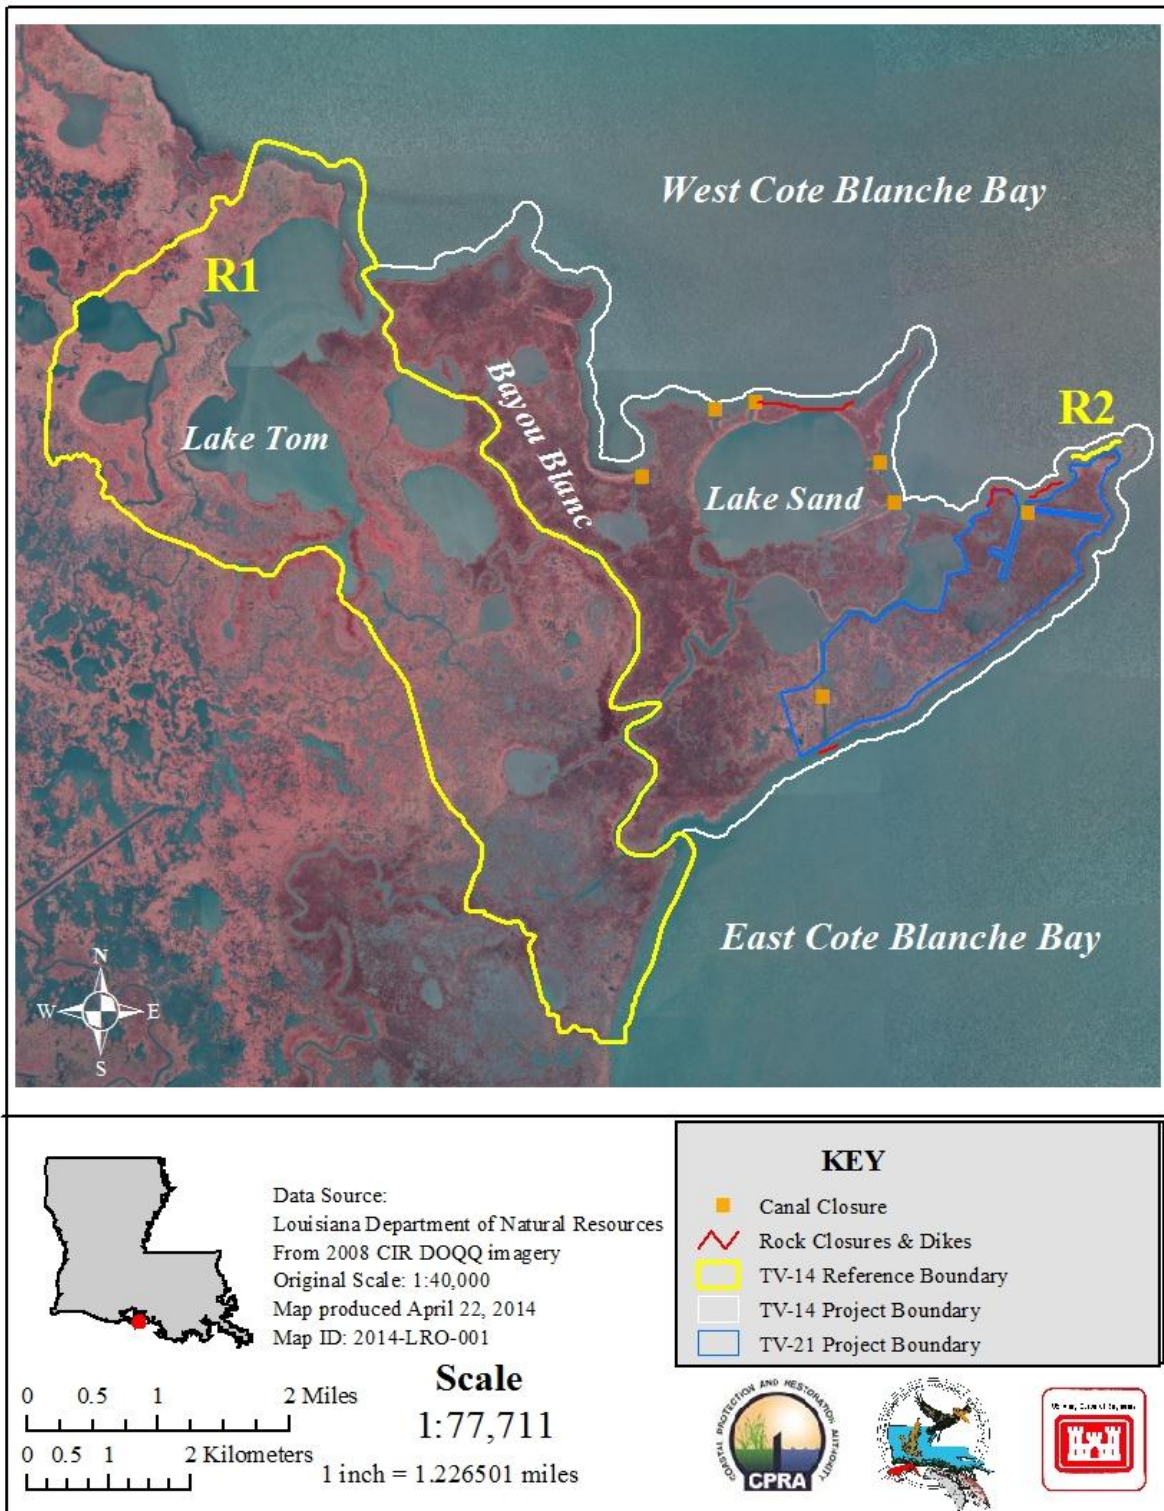 West Cote Blanche Bay
R1
R2
Bayou Blanc
Lake Tom
Lake Sand
East Cote Blanche Bay
N
W E
S
KEY
Canal Closure
Rock Closures & Dikes
TV-14 Reference Boundary
TV-14 Project Boundary
TV-21 Project Boundary
Data Source:
Louisiana Department of Natural Resources
From 2008 CIR DOQQ imagery
Original Scale: 1:40,000
Map produced April 22, 2014
Map ID: 2014-LRO-001
Scale
1:77,711
1 inch = 1.226501 miles
0 0.5 1 2 Miles
0 0.5 1 2 Kilometers
COASTAL PROTECTION AND RESTORATION AUTHORITY
CPRA